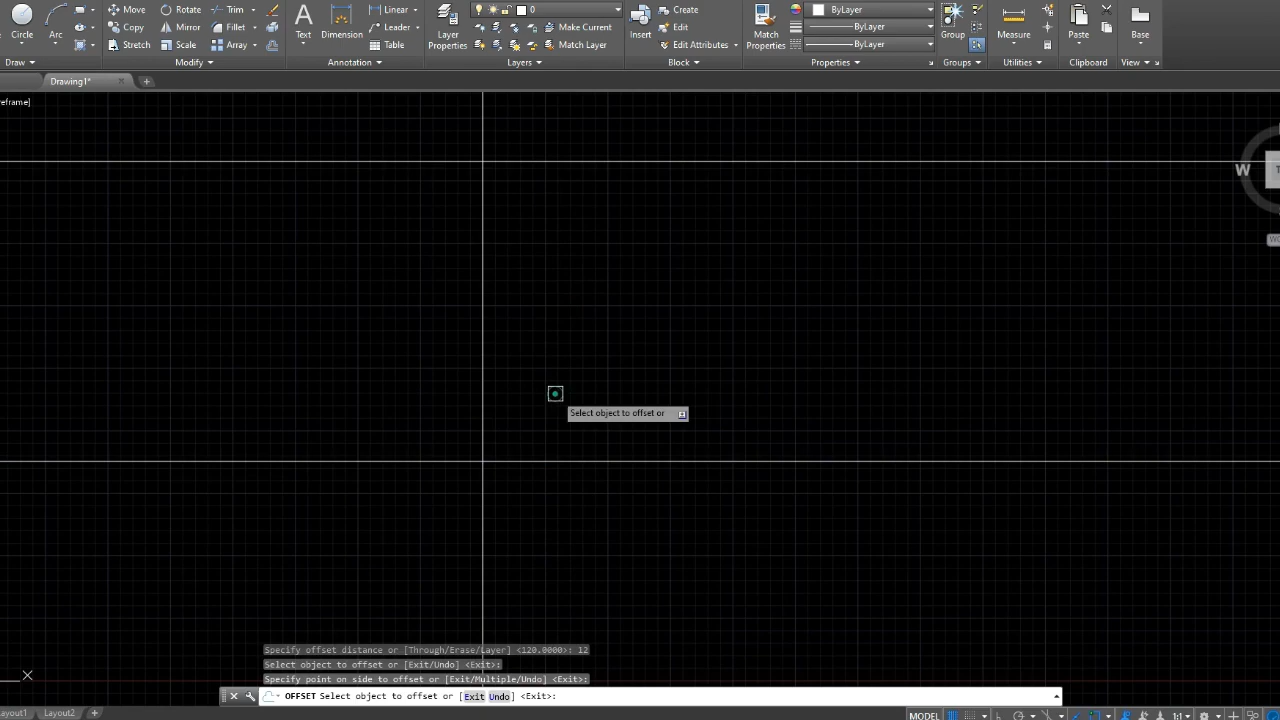 Circle Arc Move Rotate Trim
Copy Mirror Fillet
Stretch Scale Array
Text Dimension Linear
Leader
Table
Layer Properties 0
Make Current
Match Layer
Insert Create
Edit
Edit Attributes
Match Properties ByLayer
ByLayer
ByLayer
Group Measure Paste Base
Draw Modify Annotation Layers Block Properties Groups Utilities Clipboard View
Drawing1*
eframe]
W
Select object to offset or
Specify offset distance or [Through/Erase/Layer] <120.0000>: 12
Select object to offset or [Exit/Undo] <Exit>:
Specify point on side to offset or [Exit/Multiple/Undo] <Exit>:
OFFSET Select object to offset or [Exit Undo] <Exit>:
ayout1 Layout2 MODEL 1:1